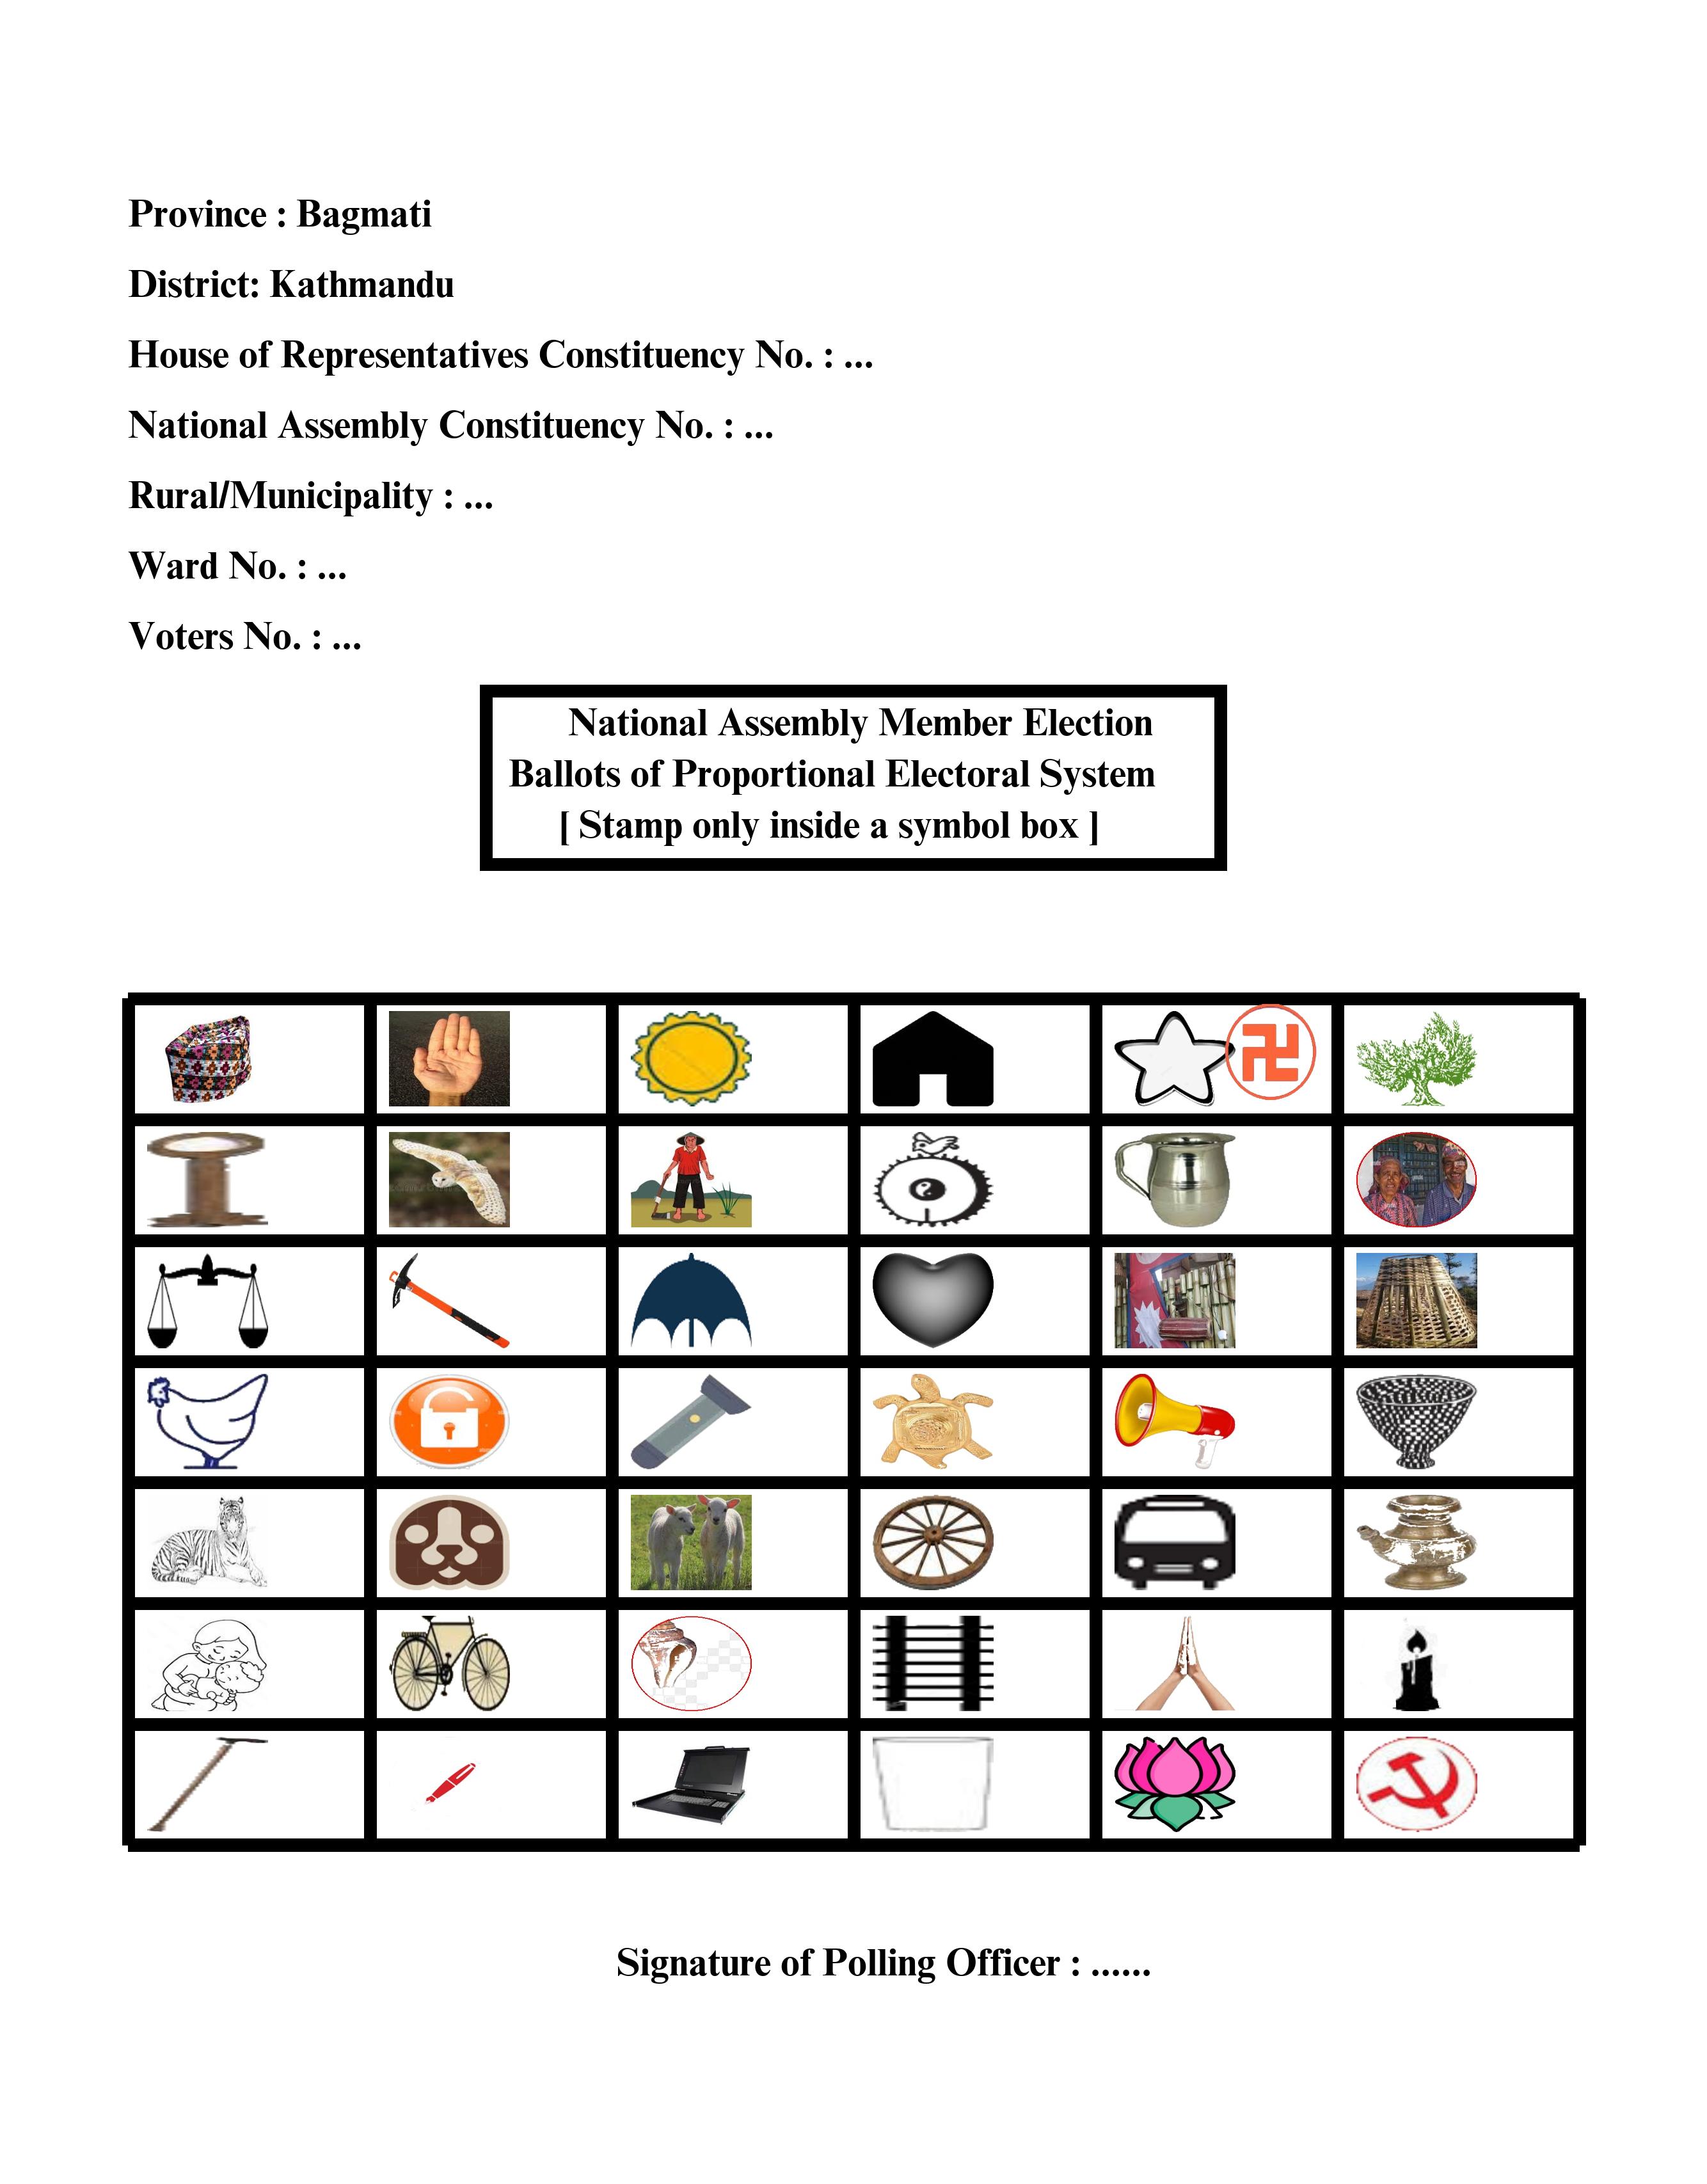 Province : Bagmati
District: Kathmandu
House of Representatives Constituency No. : ...
National Assembly Constituency No. : ...
Rural/Municipality : ...
Ward No. : ...
Voters No. : ...
National Assembly Member Election
Ballots of Proportional Electoral System
[ Stamp only inside a symbol box ]
Signature of Polling Officer : ......